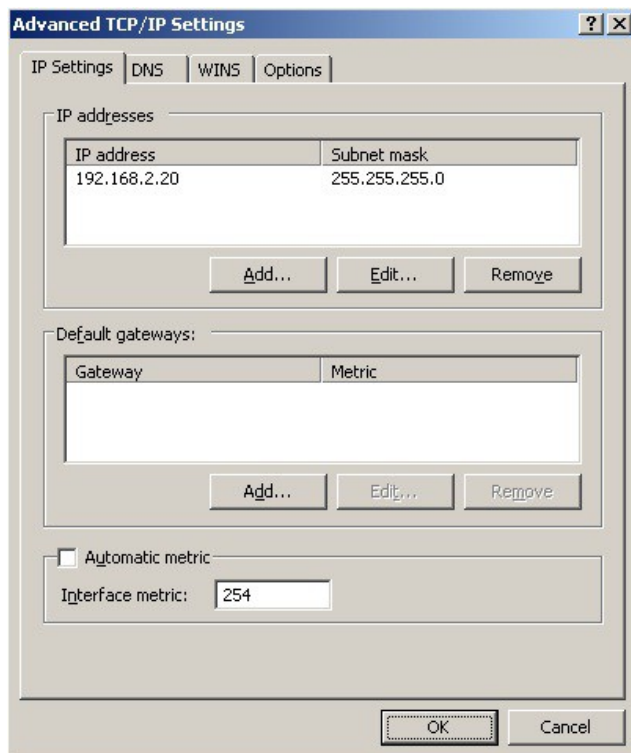 Advanced TCP/IP Settings
IP Settings DNS WINS Options
IP addresses
IP address Subnet mask
192.168.2.20 255.255.255.0
Add... Edit... Remove
Default gateways:
Gateway Metric
Add... Edit... Remove
Automatic metric
Interface metric: 254
OK Cancel